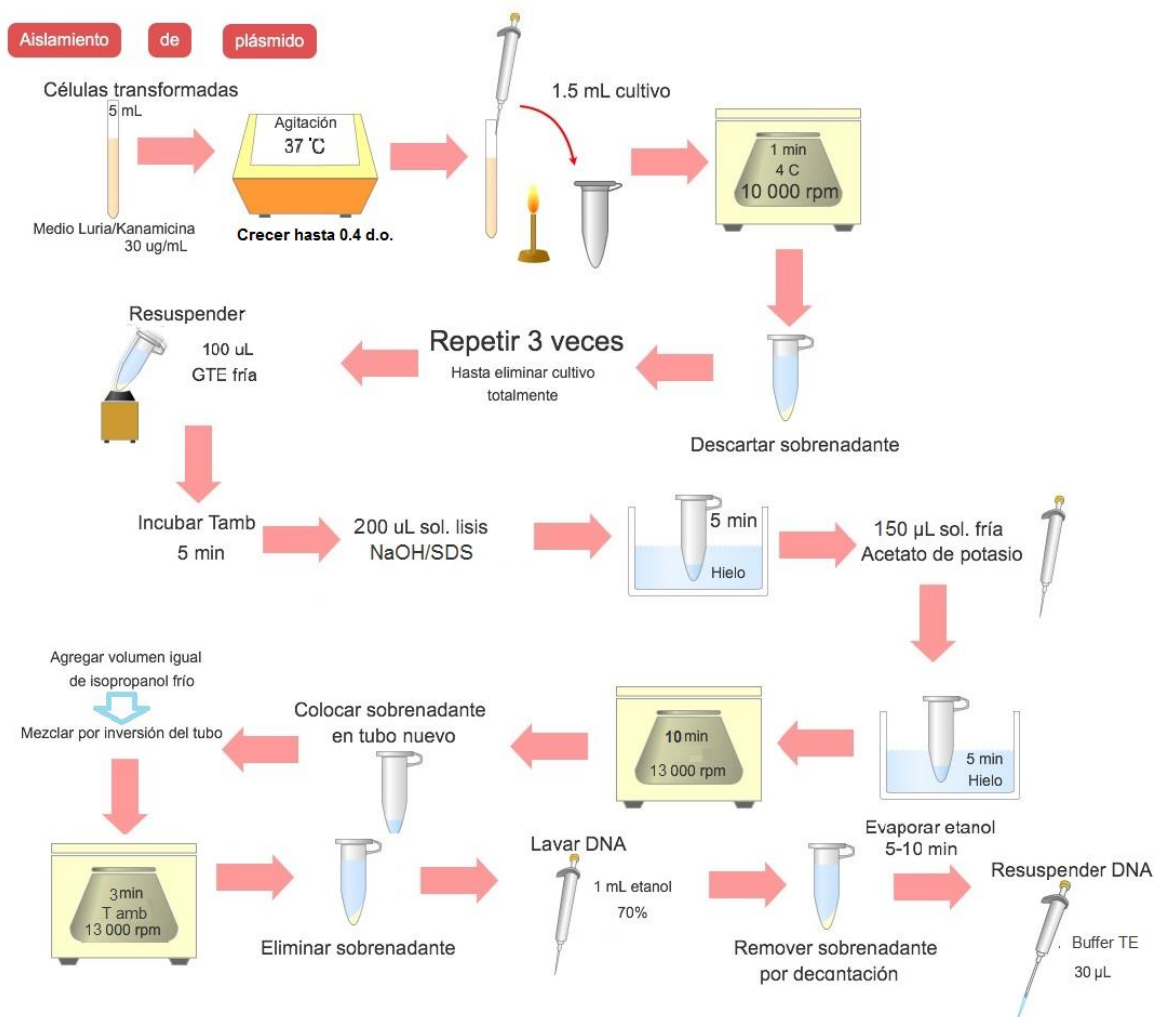 Aislamiento de plásmido
Células transformadas
5 mL
Medio Luria/Kanamicina
30 ug/mL
Agitación
37 ℃
Crecer hasta 0.4 d.o.
1.5 mL cultivo
1 min
4 C
10 000 rpm
Descartar sobrenadante
Repetir 3 veces
Hasta eliminar cultivo
totalmente
Resuspender
100 uL
GTE fría
Incubar Tamb
5 min
200 uL sol. lisis
NaOH/SDS
5 min
Hielo
150 µL sol. fría
Acetato de potasio
5 min
Hielo
10 min
13 000 rpm
Colocar sobrenadante
en tubo nuevo
Agregar volumen igual
de isopropanol frío
Mezclar por inversión del tubo
3 min
T amb
13 000 rpm
Eliminar sobrenadante
Lavar DNA
1 mL etanol
70%
Remover sobrenadante
por decantación
Evaporar etanol
5-10 min
Resuspender DNA
. Buffer TE
30 µL